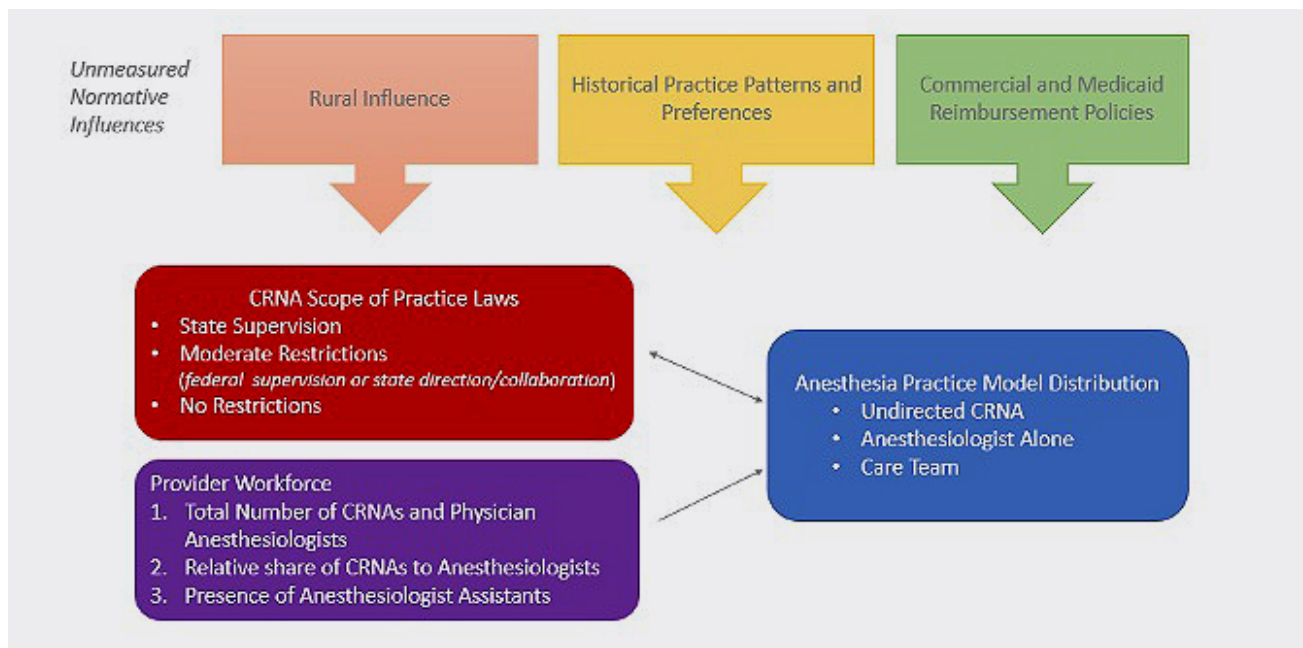 Unmeasured
Normative
Influences
Rural Influence
Historical Practice Patterns and
Preferences
Commercial and Medicaid
Reimbursement Policies
CRNA Scope of Practice Laws
• State Supervision
• Moderate Restrictions
(federal supervision or state direction/collaboration)
• No Restrictions
Anesthesia Practice Model Distribution
• Undirected CRNA
• Anesthesiologist Alone
• Care Team
Provider Workforce
1. Total Number of CRNAs and Physician
Anesthesiologists
2. Relative share of CRNAs to Anesthesiologists
3. Presence of Anesthesiologist Assistants